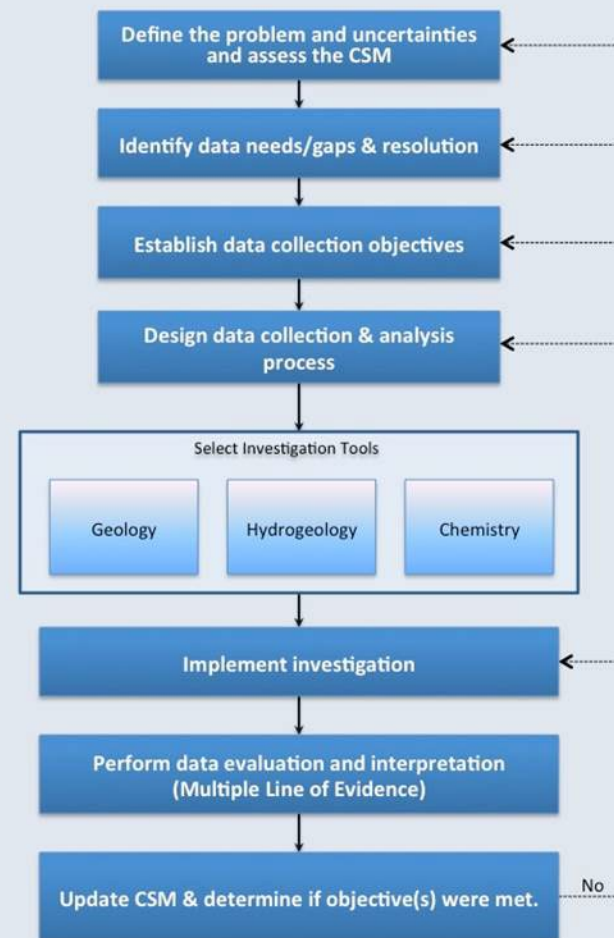 Define the problem and uncertainties
and assess the CSM
Identify data needs/gaps & resolution
Establish data collection objectives
Design data collection & analysis
process
Select Investigation Tools
Geology
Hydrogeology
Chemistry
Implement investigation
Perform data evaluation and interpretation
(Multiple Line of Evidence)
Update CSM & determine if objective(s) were met.
No